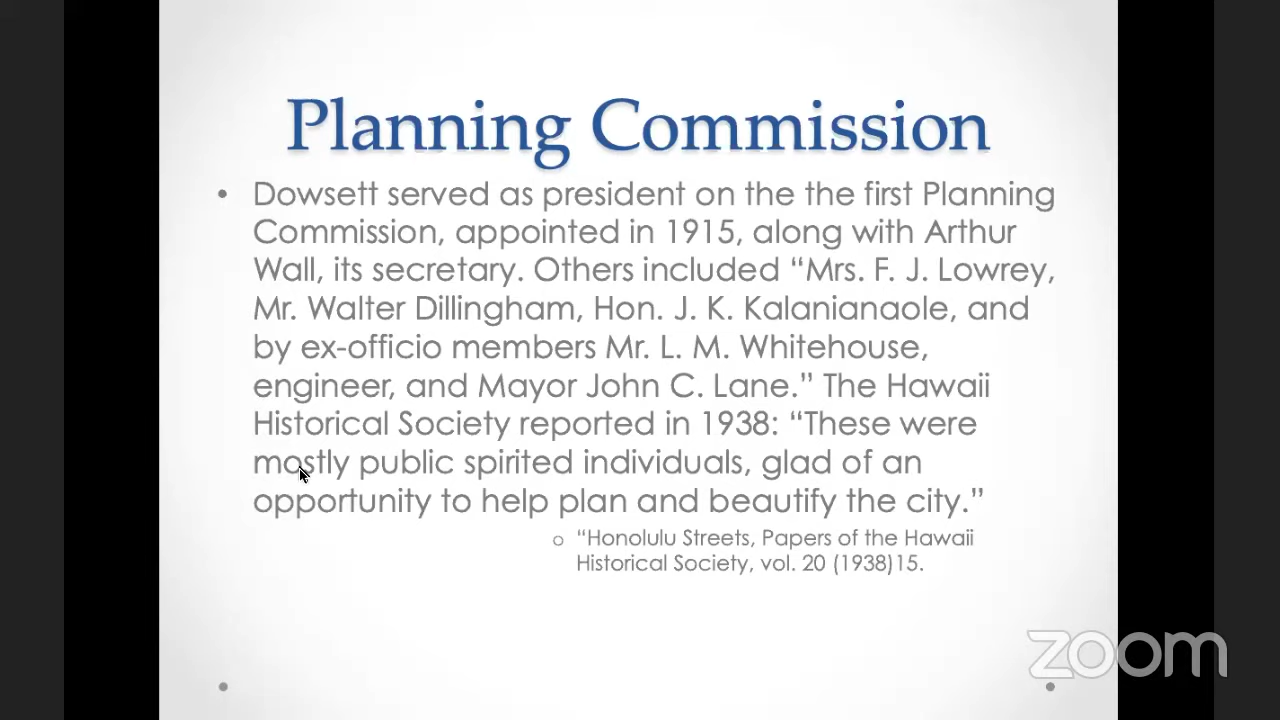 Planning Commission
• Dowsett served as president on the the first Planning
Commission, appointed in 1915, along with Arthur
Wall, its secretary. Others included “Mrs. F. J. Lowrey,
Mr. Walter Dillingham, Hon. J. K. Kalanianaole, and
by ex-officio members Mr. L. M. Whitehouse,
engineer, and Mayor John C. Lane.” The Hawaii
Historical Society reported in 1938: “These were
mostly public spirited individuals, glad of an
opportunity to help plan and beautify the city.”
o “Honolulu Streets, Papers of the Hawaii
Historical Society, vol. 20 (1938)15.
zoom